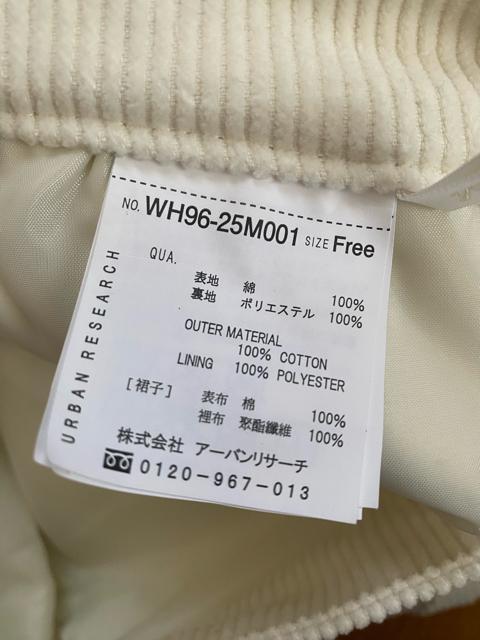 NO. WH96-25M001 SIZE Free
QUA.
表地 綿 100%
裏地 ポリエステル 100%
OUTER MATERIAL
100% COTTON
LINING 100% POLYESTER
[裙子] 表布 棉 100%
裡布 聚酯纖維 100%
株式会社 アーバンリサーチ
0120-967-013
URBAN RESEARCH